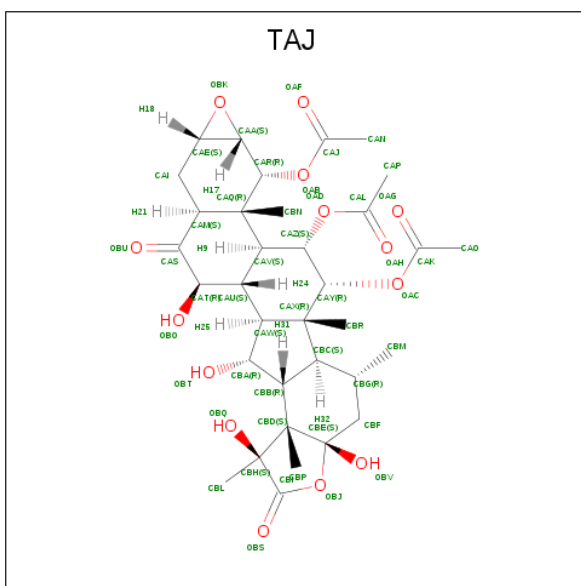 TAJ
OBK
OAF
H18
CAA(S)
CAE(S)
CAJ
CAN
CAR(R)
CAI
H17
OAB
OAD
CAP
CAQ(R)
CBN
CAL
OAG
H21
CAM(S)
CAZ(S)
OBU
O
CAS
H9
CAV(S)
OAH
CAK
CAO
H24
CAY(R)
OAC
CAT(R)
CAU(S)
CAX(R)
HO
OBO
H25
H31
CAW(S)
CBR
CBC(S)
CBM
OBT
HO
CBA(R)
CBG(R)
CBB(R)
H32
OBQ
CBD(S)
CBF
HO
CBE(S)
CBH(S)
CBP
OH
OBV
CBL
CBI
OBJ
O
OBS